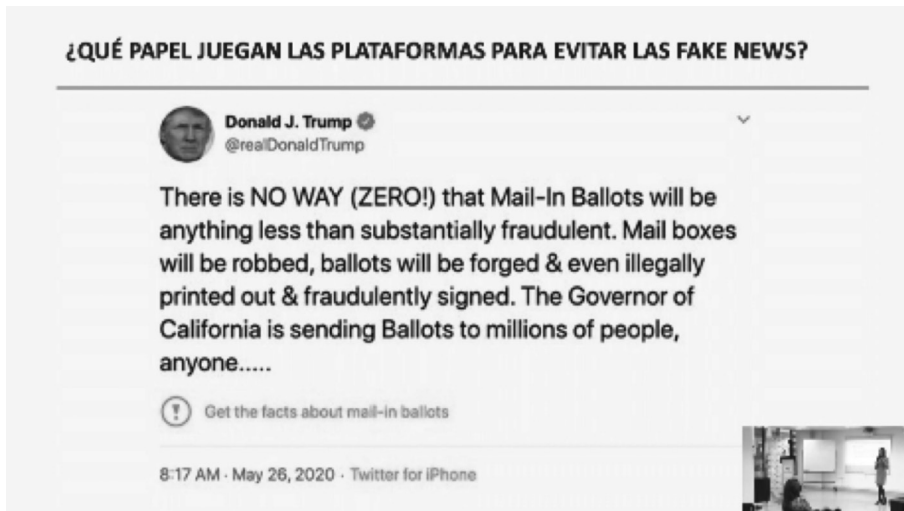 ¿QUÉ PAPEL JUEGAN LAS PLATAFORMAS PARA EVITAR LAS FAKE NEWS?
Donald J. Trump
@realDonaldTrump
There is NO WAY (ZERO!) that Mail-In Ballots will be
anything less than substantially fraudulent. Mail boxes
will be robbed, ballots will be forged & even illegally
printed out & fraudulently signed. The Governor of
California is sending Ballots to millions of people,
anyone.....
Get the facts about mail-in ballots
8:17 AM · May 26, 2020 · Twitter for iPhone